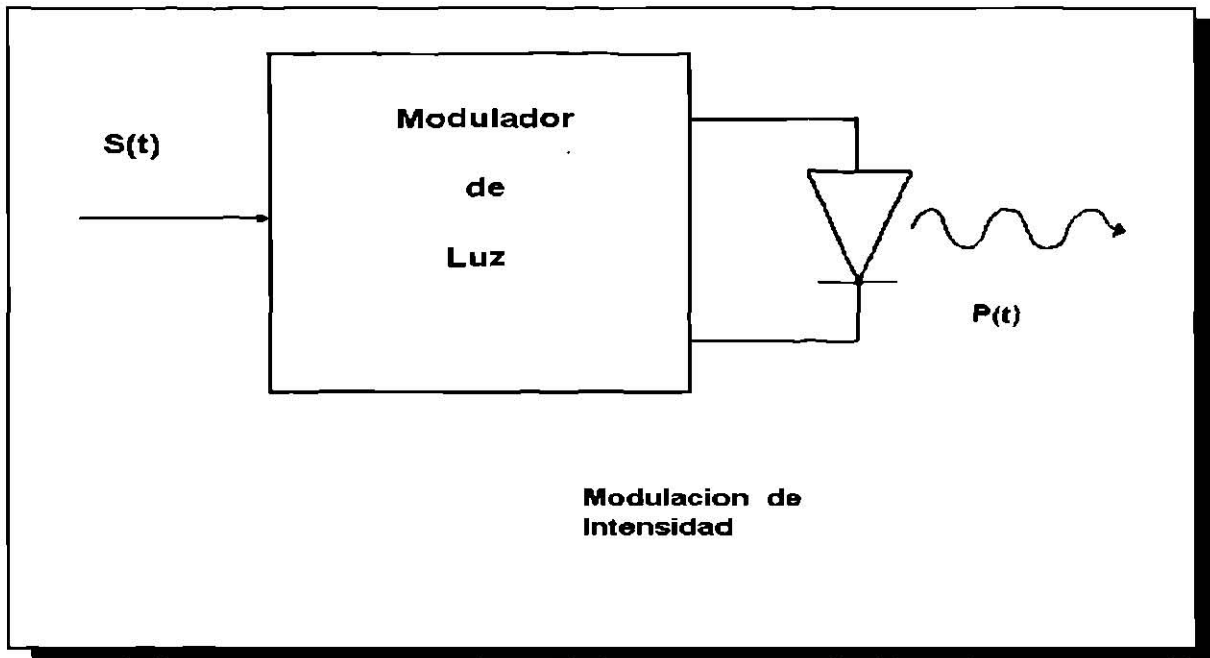 S(t)
Modulador
de
Luz
P(t)
Modulacion de
Intensidad